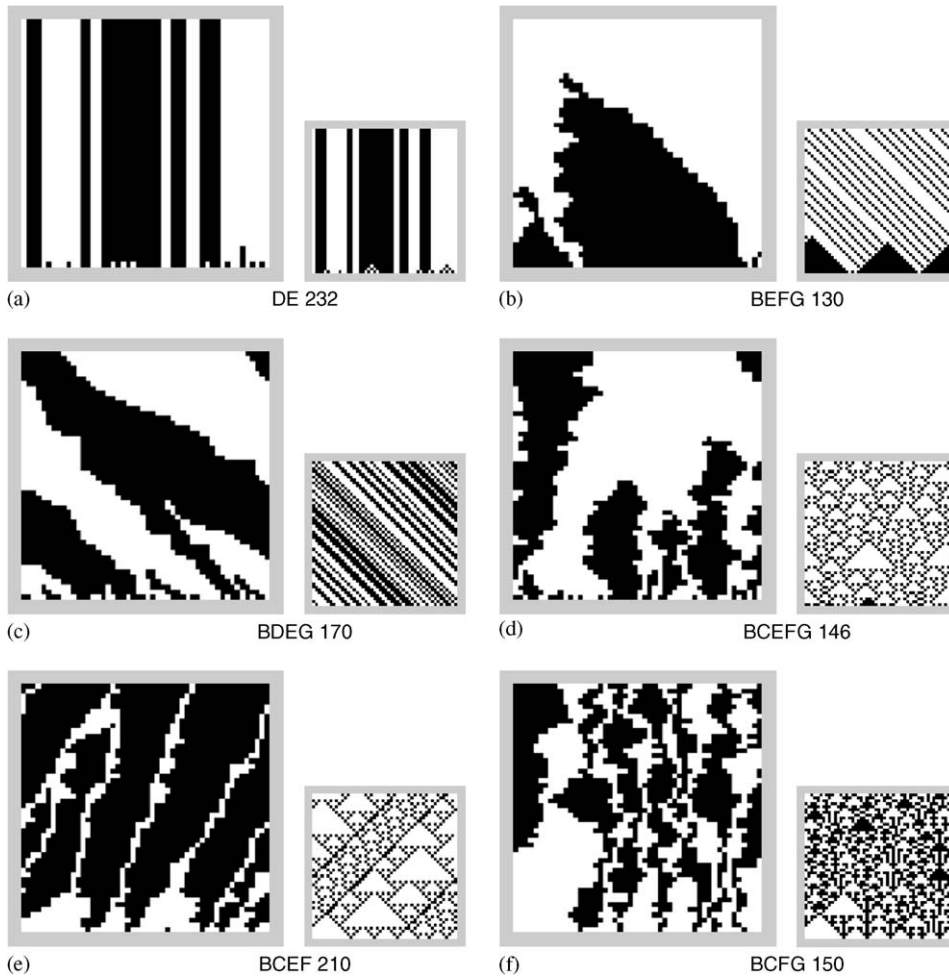 (a) DE 232
(b) BEFG 130
(c) BDEG 170
(d) BCEFG 146
(e) BCEF 210
(f) BCFG 150